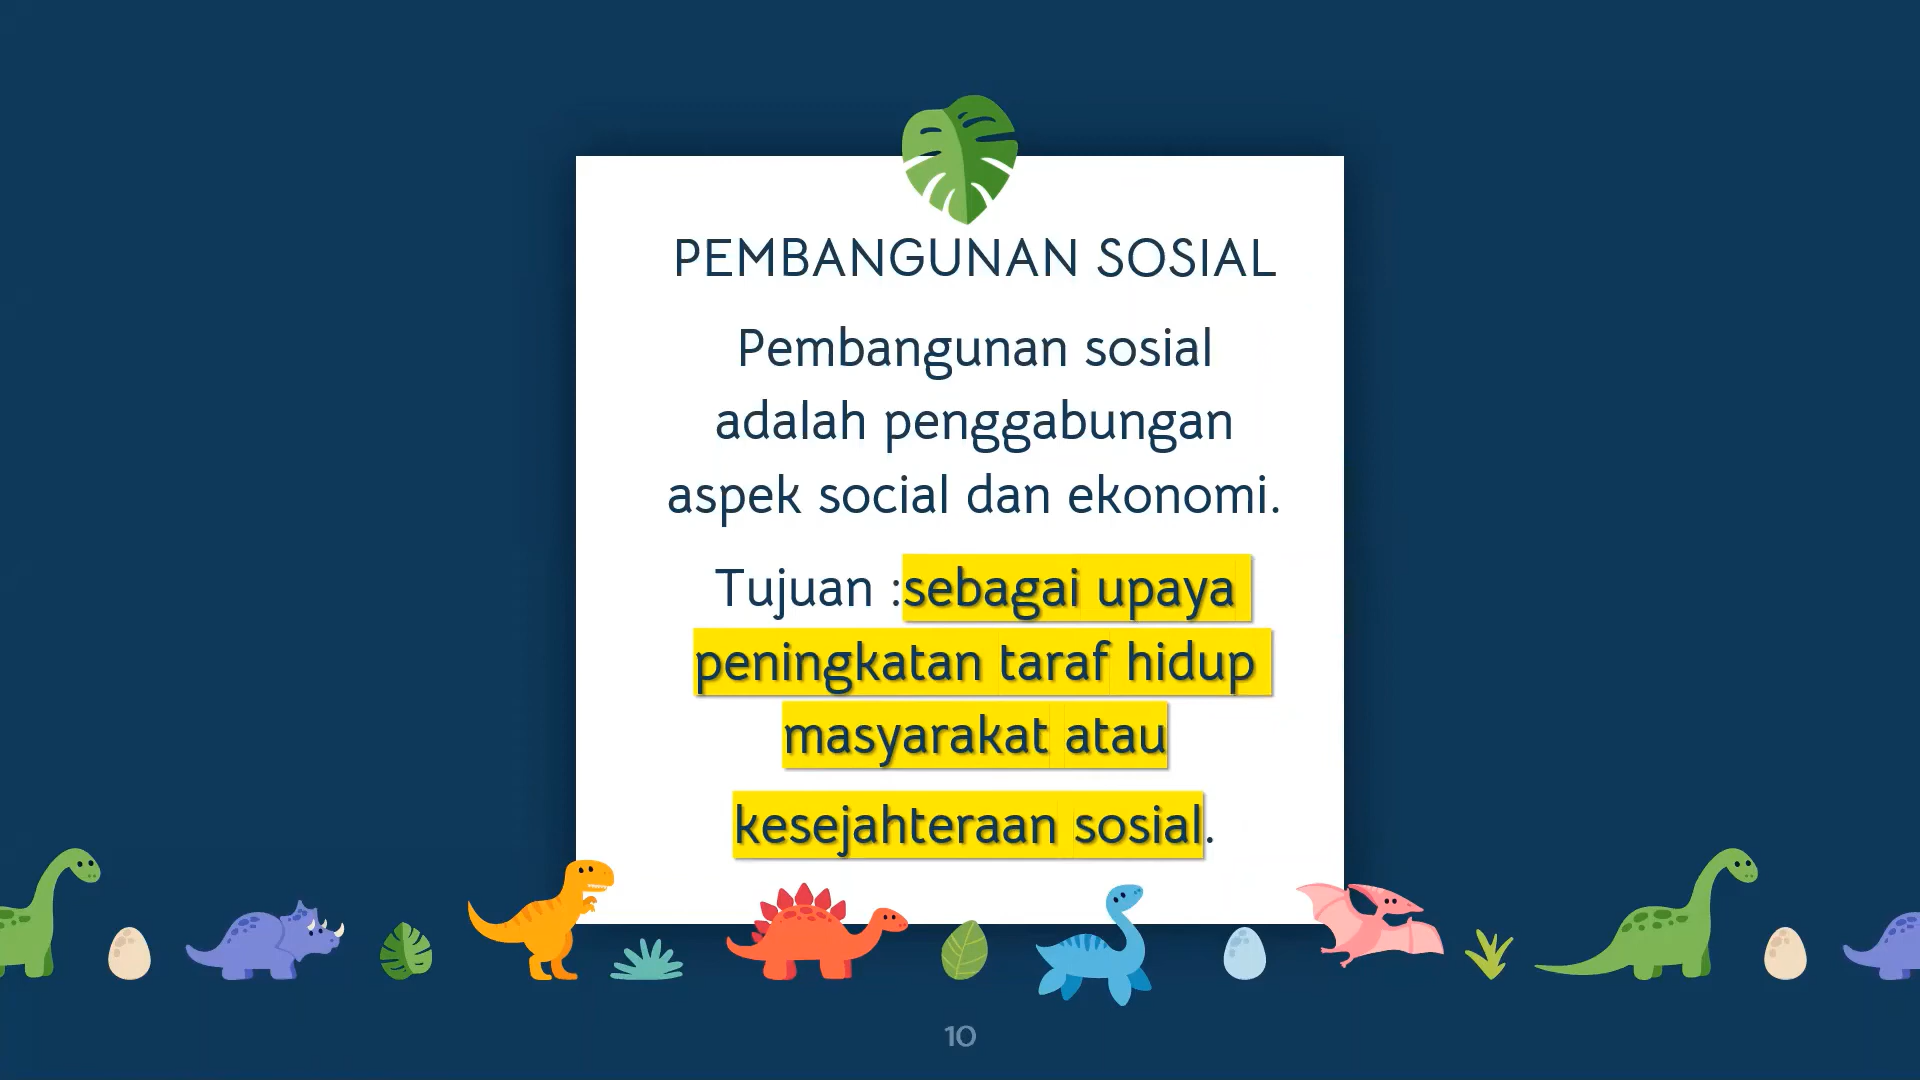 PEMBANGUNAN SOSIAL
Pembangunan sosial
adalah penggabungan
aspek social dan ekonomi.
Tujuan :sebagai upaya
peningkatan taraf hidup
masyarakat atau
kesejahteraan sosial.
10